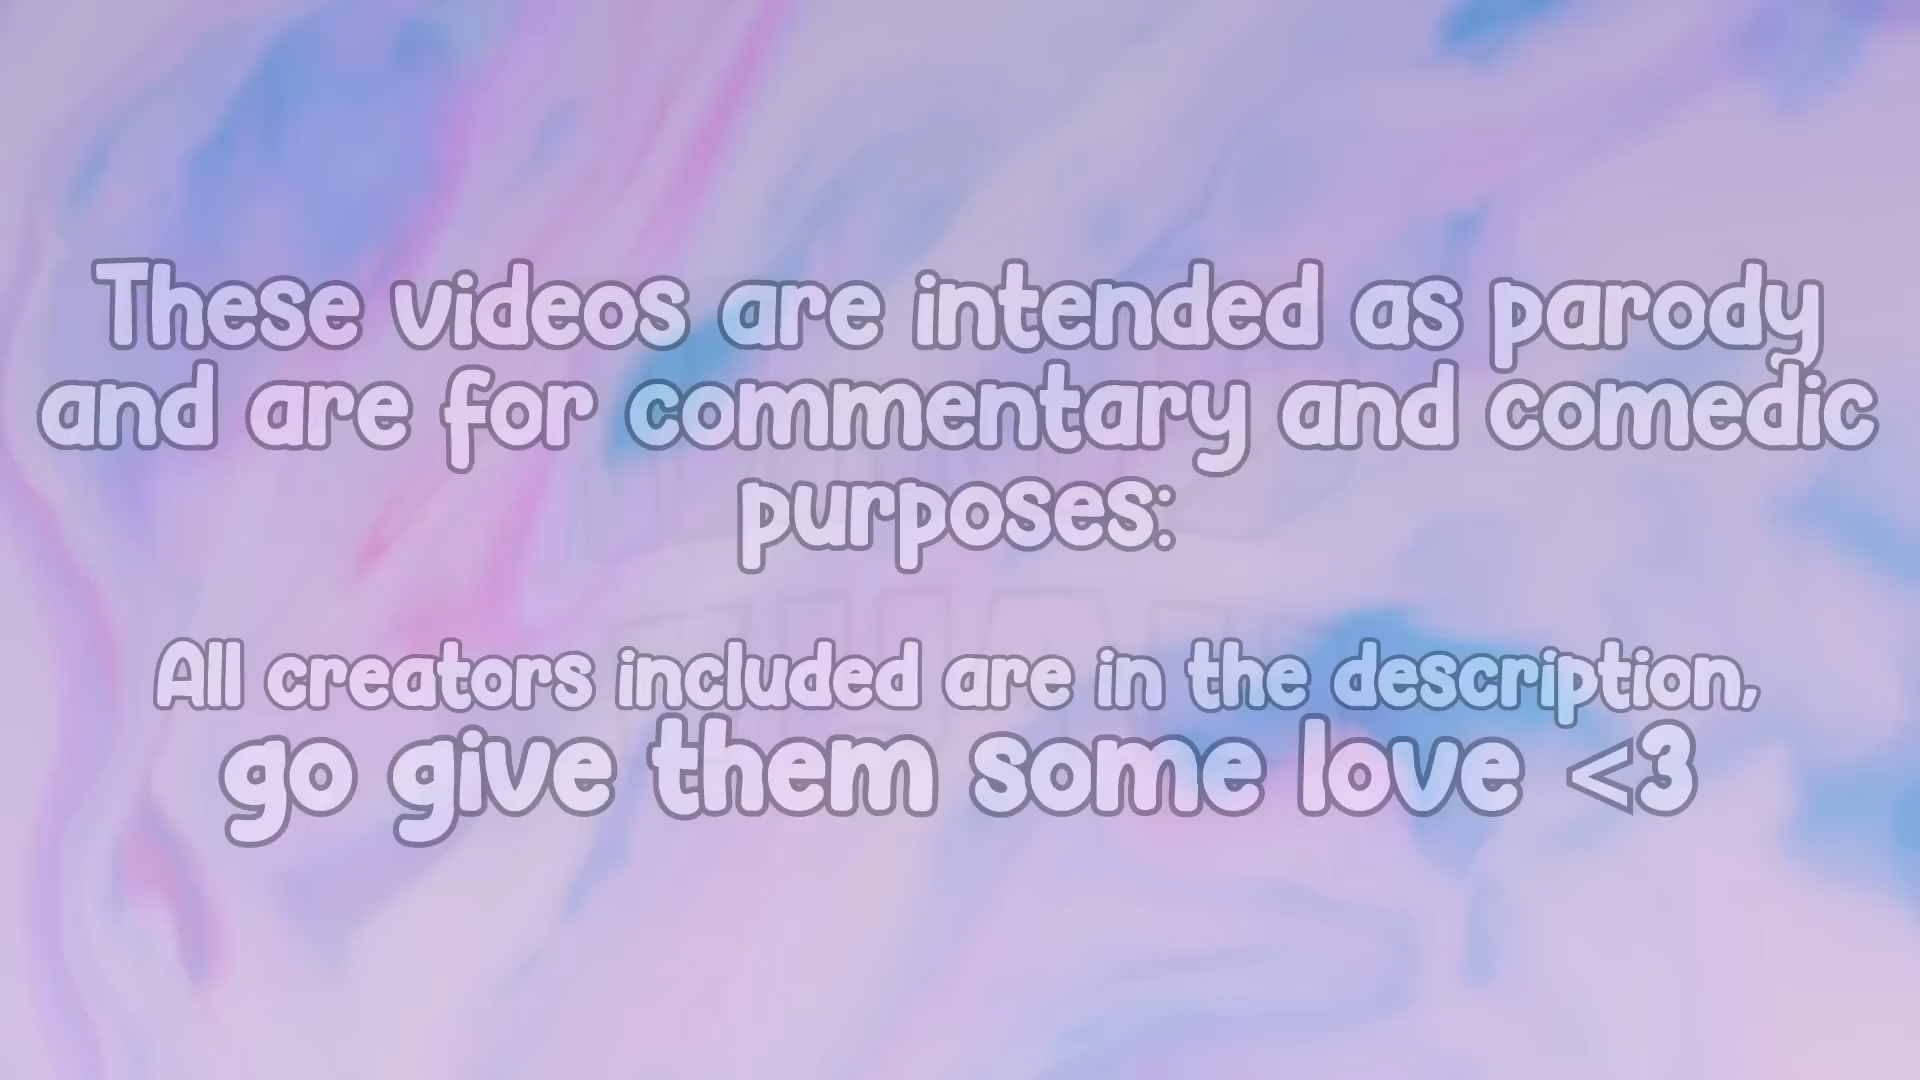 These videos are intended as parody
and are for commentary and comedic
purposes:
All creators included are in the description,
go give them some love <3